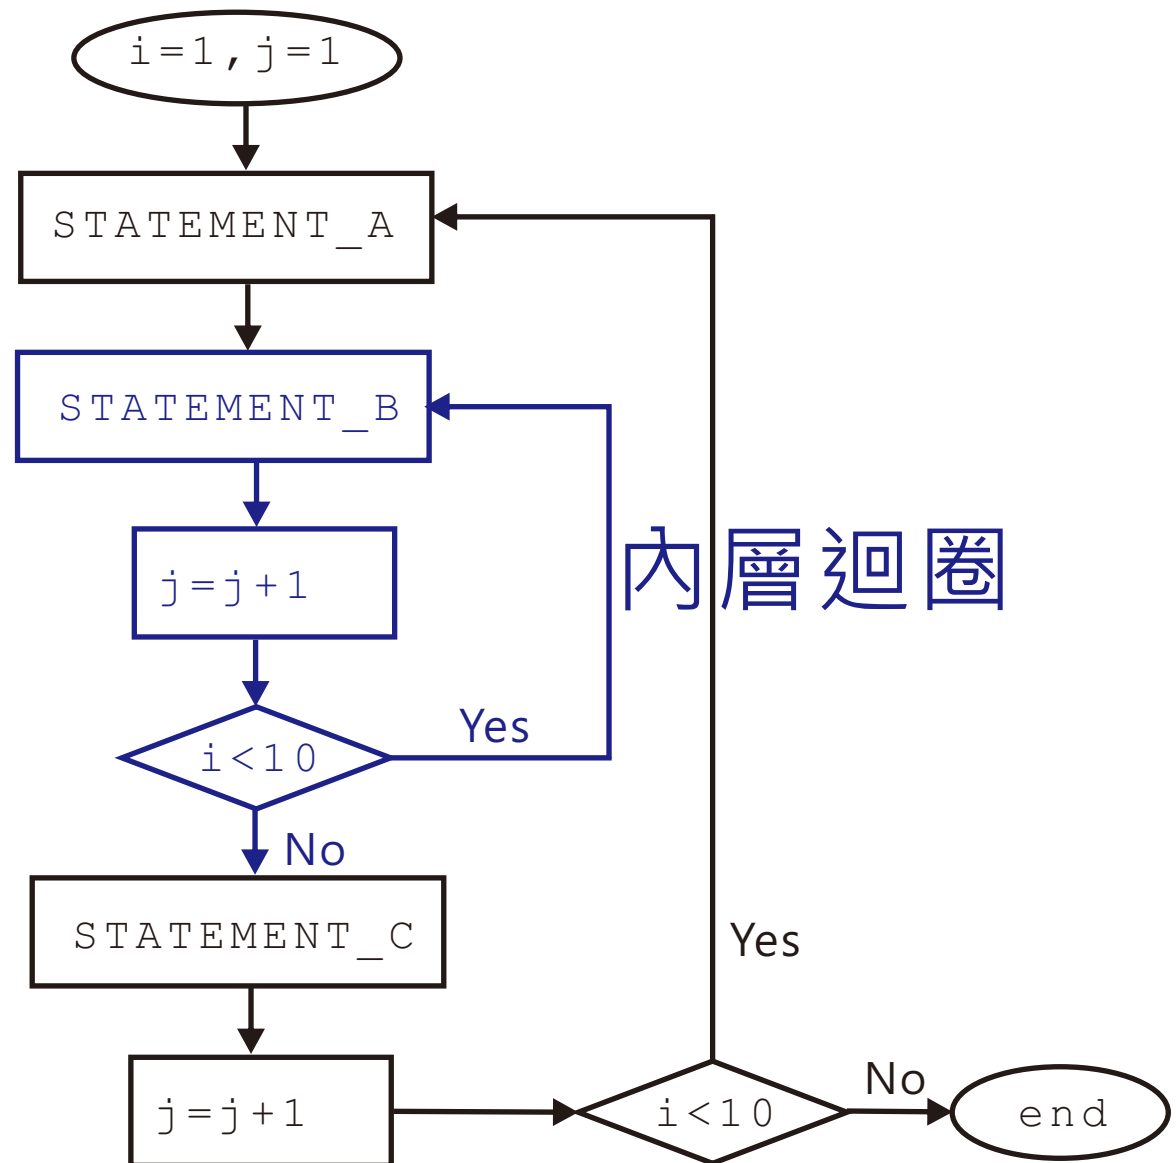 i=1,j=1
STATEMENT_A
STATEMENT_B
j=j+1
內層迴圈
Yes
i<10
No
STATEMENT_C
Yes
j=j+1
i<10
No
end